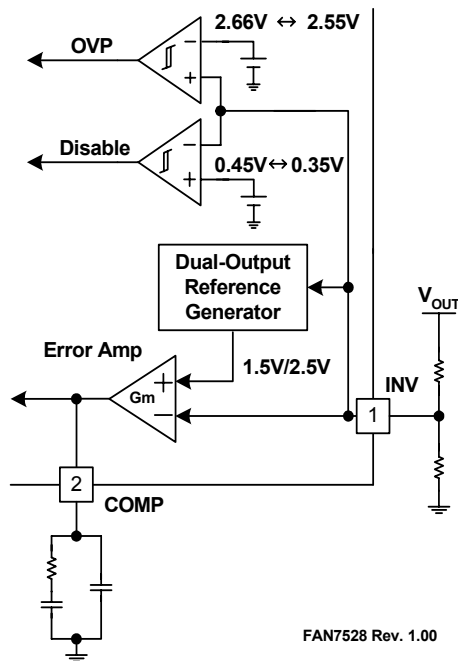 2.66V ↔ 2.55V
OVP
−
+
Disable
−
+
0.45V↔0.35V
Dual-Output
Reference
Generator
V_OUT
Error Amp
1.5V/2.5V
INV
Gm
+
−
1
2
COMP
FAN7528 Rev. 1.00